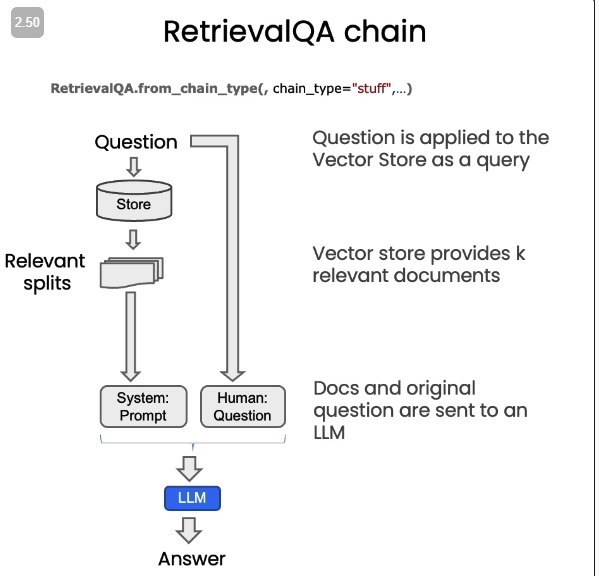 2.50
RetrievalQA chain
RetrievalQA.from_chain_type(, chain_type="stuff",...)
Question
Question is applied to the
Vector Store as a query
Store
Relevant
splits
Vector store provides k
relevant documents
System:
Prompt
Human:
Question
Docs and original
question are sent to an
LLM
LLM
Answer